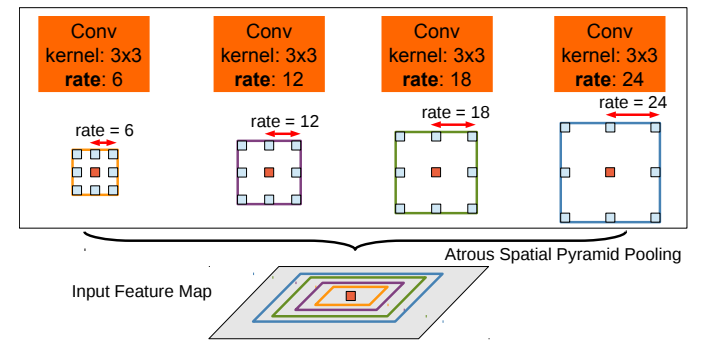 Conv
kernel: 3x3
rate: 6
Conv
kernel: 3x3
rate: 12
Conv
kernel: 3x3
rate: 18
Conv
kernel: 3x3
rate: 24
rate = 6
rate = 12
rate = 18
rate = 24
Atrous Spatial Pyramid Pooling
Input Feature Map